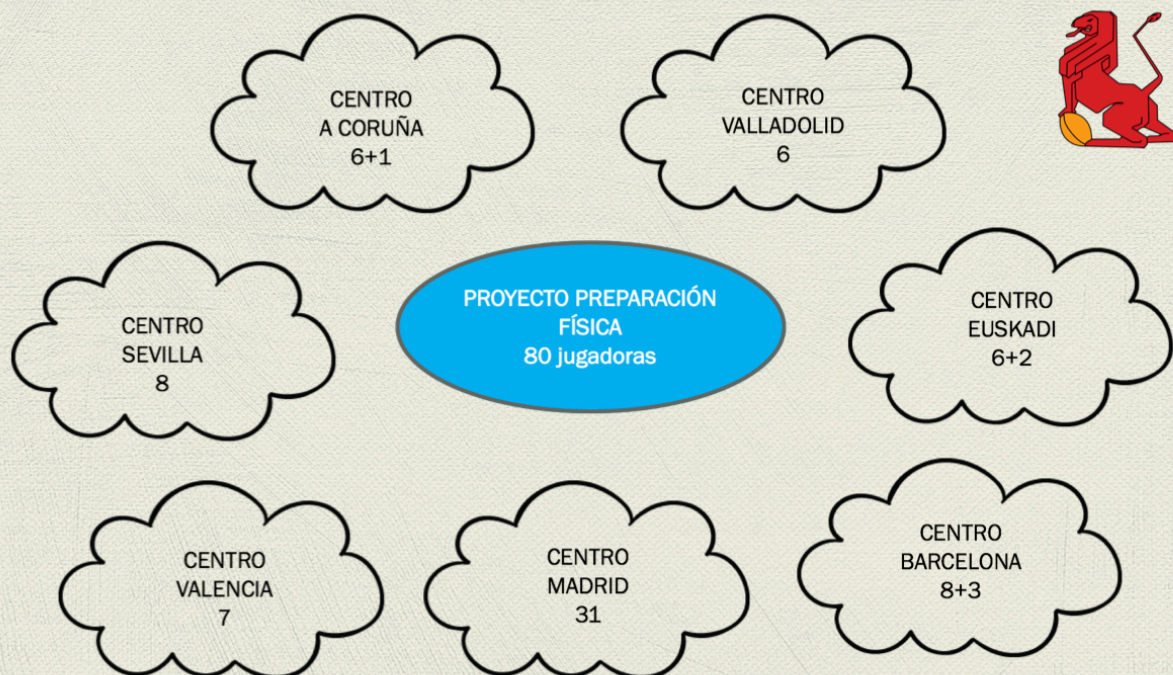 CENTRO
A CORUÑA
6+1
CENTRO
VALLADOLID
6
CENTRO
SEVILLA
8
PROYECTO PREPARACIÓN
FÍSICA
80 jugadoras
CENTRO
EUSKADI
6+2
CENTRO
VALENCIA
7
CENTRO
MADRID
31
CENTRO
BARCELONA
8+3